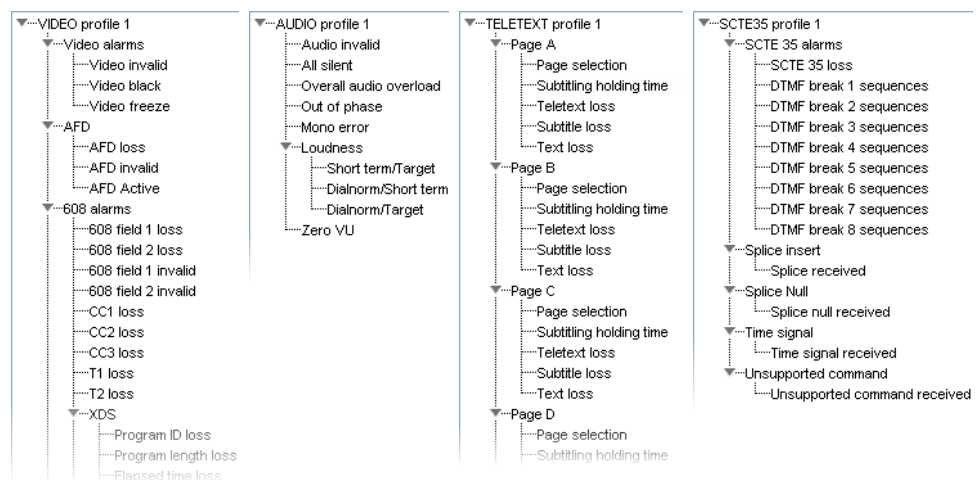 VIDEO profile 1
Video alarms
Video invalid
Video black
Video freeze
AFD
AFD loss
AFD invalid
AFD Active
608 alarms
608 field 1 loss
608 field 2 loss
608 field 1 invalid
608 field 2 invalid
CC1 loss
CC2 loss
CC3 loss
T1 loss
T2 loss
XDS
Program ID loss
Program length loss
Elapsed time loss
AUDIO profile 1
Audio invalid
All silent
Overall audio overload
Out of phase
Mono error
Loudness
Short term/Target
Dialnorm/Short term
Dialnorm/Target
Zero VU
TELETEXT profile 1
Page A
Page selection
Subtitling holding time
Teletext loss
Subtitle loss
Text loss
Page B
Page selection
Subtitling holding time
Teletext loss
Subtitle loss
Text loss
Page C
Page selection
Subtitling holding time
Teletext loss
Subtitle loss
Text loss
Page D
Page selection
Subtitling holding time
SCTE35 profile 1
SCTE 35 alarms
SCTE 35 loss
DTMF break 1 sequences
DTMF break 2 sequences
DTMF break 3 sequences
DTMF break 4 sequences
DTMF break 5 sequences
DTMF break 6 sequences
DTMF break 7 sequences
DTMF break 8 sequences
Splice insert
Splice received
Splice Null
Splice null received
Time signal
Time signal received
Unsupported command
Unsupported command received